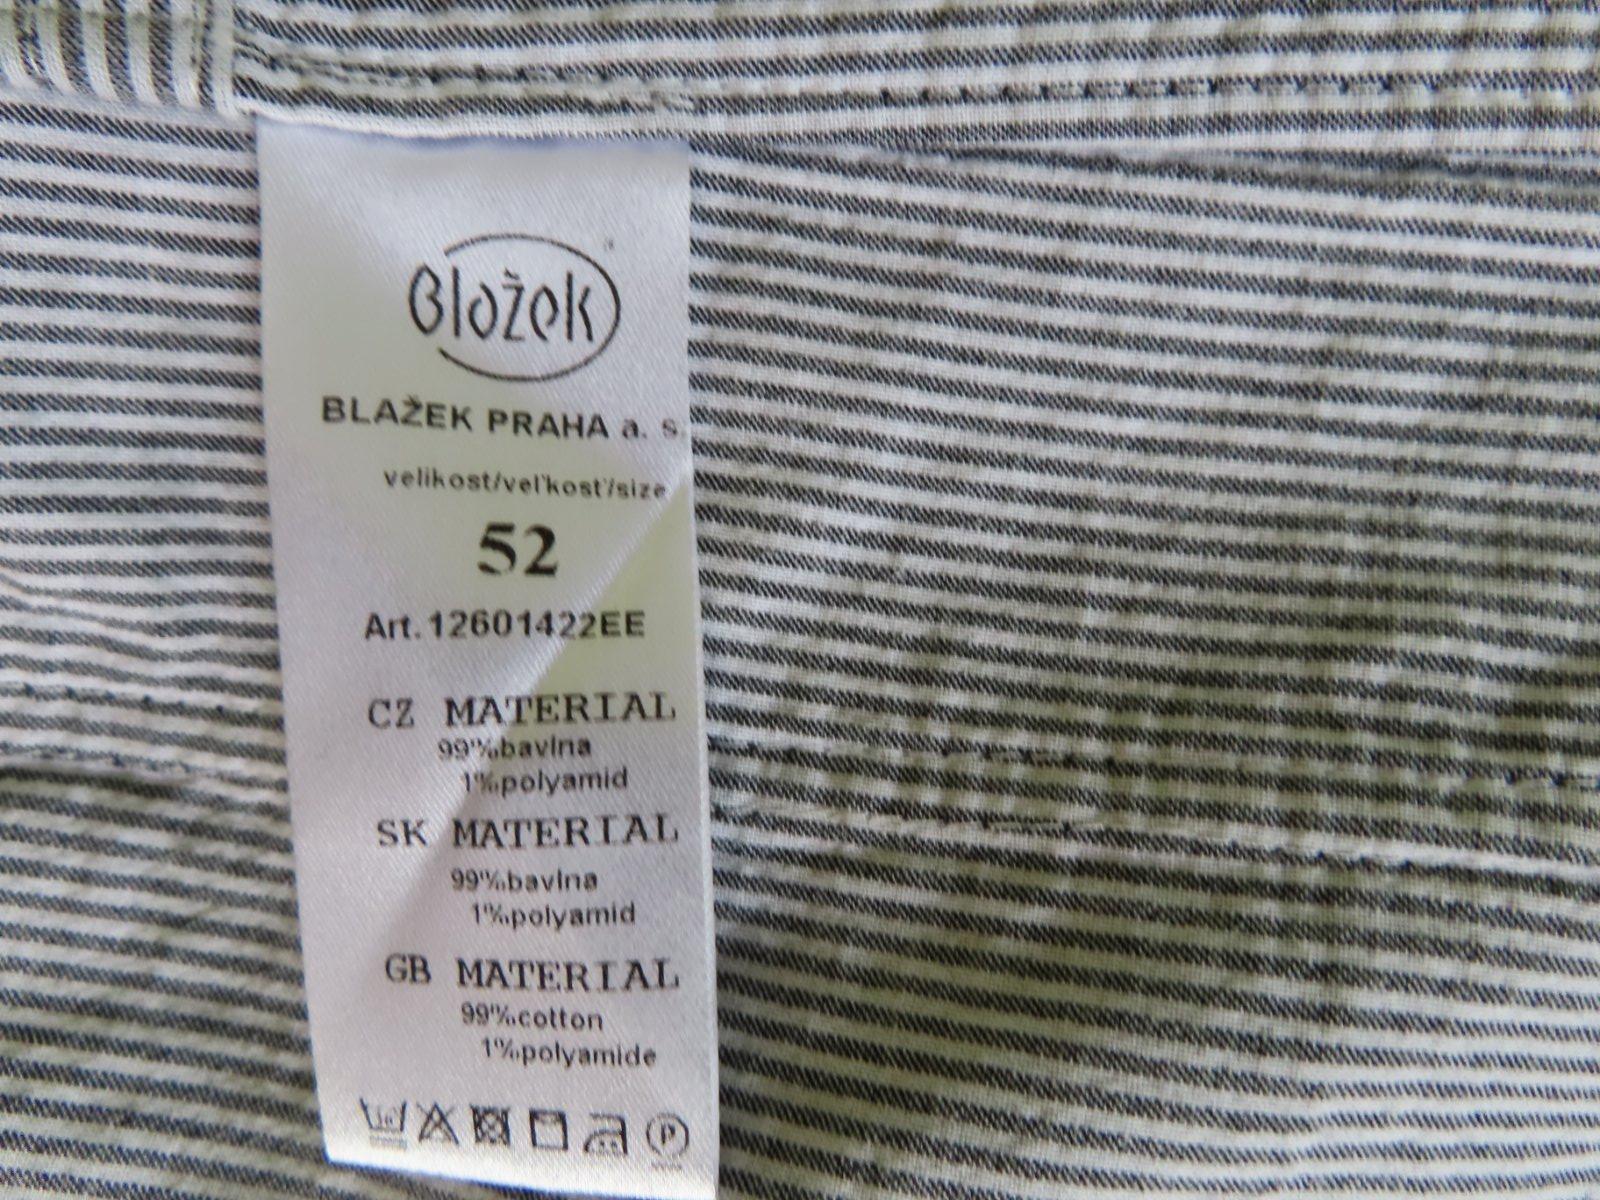 Blažek
BLAŽEK PRAHA a. s.
velikost/veľkosť/size
52
Art.12601422EE
CZ MATERIAL
99%bavlna
1%polyamid
SK MATERIAL
99%bavlna
1%polyamid
GB MATERIAL
99%cotton
1%polyamide
P